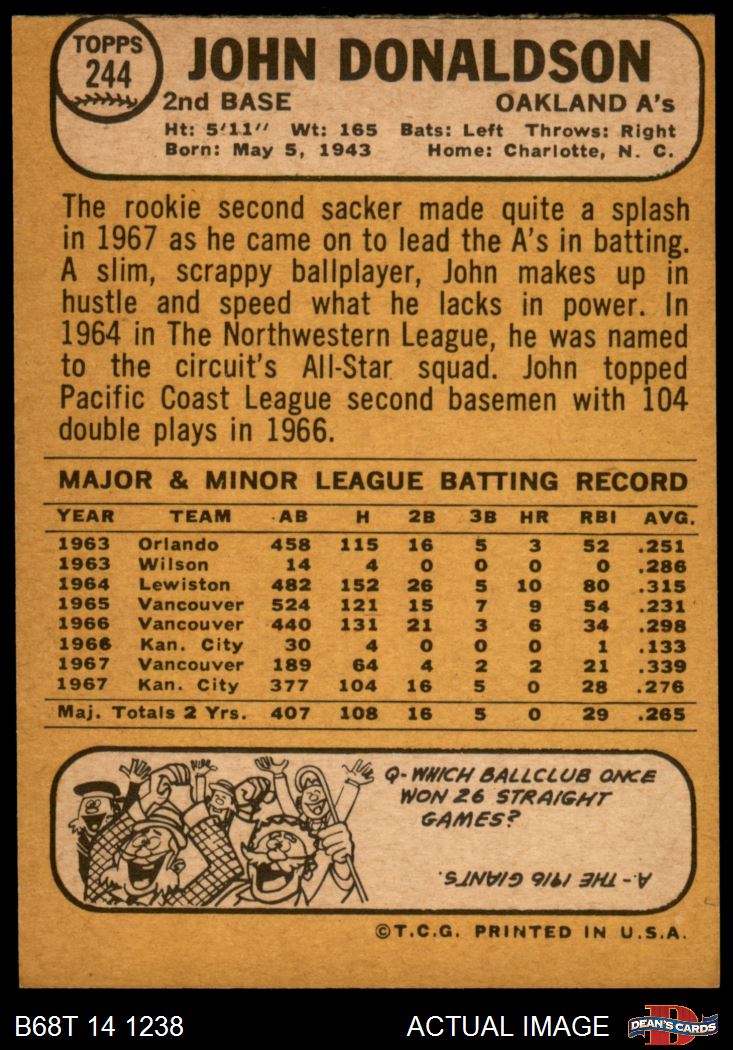 TOPPS
244
JOHN DONALDSON
2nd BASE OAKLAND A's
Ht: 5'11" Wt: 165 Bats: Left Throws: Right
Born: May 5, 1943 Home: Charlotte, N. C.
The rookie second sacker made quite a splash
in 1967 as he came on to lead the A's in batting.
A slim, scrappy ballplayer, John makes up in
hustle and speed what he lacks in power. In
1964 in The Northwestern League, he was named
to the circuit's All-Star squad. John topped
Pacific Coast League second basemen with 104
double plays in 1966.
MAJOR & MINOR LEAGUE BATTING RECORD
YEAR TEAM AB H 2B 3B HR RBI AVG.
1963 Orlando 458 115 16 5 3 52 .251
1963 Wilson 14 4 0 0 0 0 .286
1964 Lewiston 482 152 26 5 10 80 .315
1965 Vancouver 524 121 15 7 9 54 .231
1966 Vancouver 440 131 21 3 6 34 .298
1966 Kan. City 30 4 0 0 0 1 .133
1967 Vancouver 189 64 4 2 2 21 .339
1967 Kan. City 377 104 16 5 0 28 .276
Maj. Totals 2 Yrs. 407 108 16 5 0 29 .265
Q- WHICH BALLCLUB ONCE
WON 26 STRAIGHT
GAMES?
A- THE 1916 GIANTS.
©T.C.G. PRINTED IN U.S.A.
B68T 14 1238 ACTUAL IMAGE DEAN'S CARDS